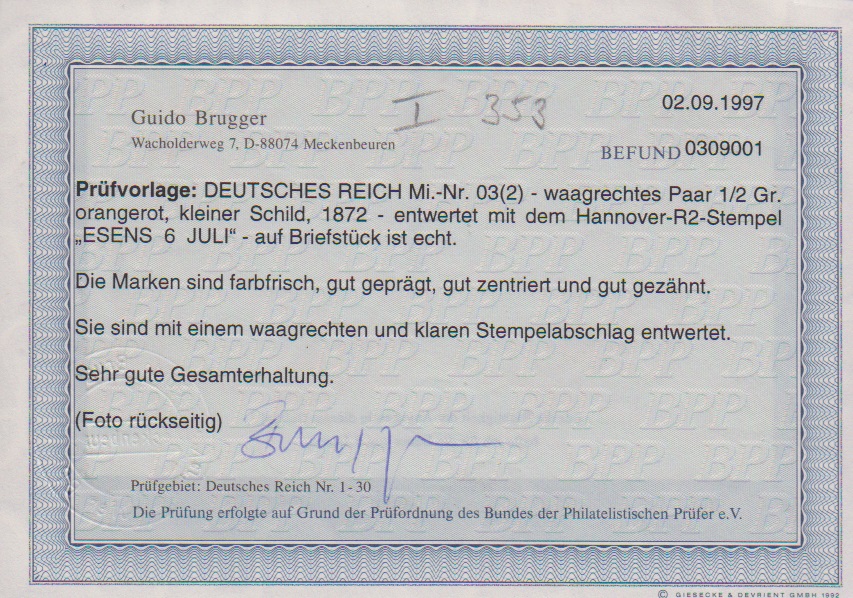 I 353
02.09.1997
Guido Brugger
Wacholderweg 7, D-88074 Meckenbeuren
BEFUND 0309001
Prüfvorlage: DEUTSCHES REICH Mi.-Nr. 03(2) - waagrechtes Paar 1/2 Gr.
orangerot, kleiner Schild, 1872 - entwertet mit dem Hannover-R2-Stempel
„ESENS 6 JULI“ - auf Briefstück ist echt.
Die Marken sind farbfrisch, gut geprägt, gut zentriert und gut gezähnt.
Sie sind mit einem waagrechten und klaren Stempelabschlag entwertet.
Sehr gute Gesamterhaltung.
(Foto rückseitig)
Prüfgebiet: Deutsches Reich Nr. 1-30
Die Prüfung erfolgte auf Grund der Prüfordnung des Bundes der Philatelistischen Prüfer e.V.
© GIESECKE & DEVRIENT GMBH 1992